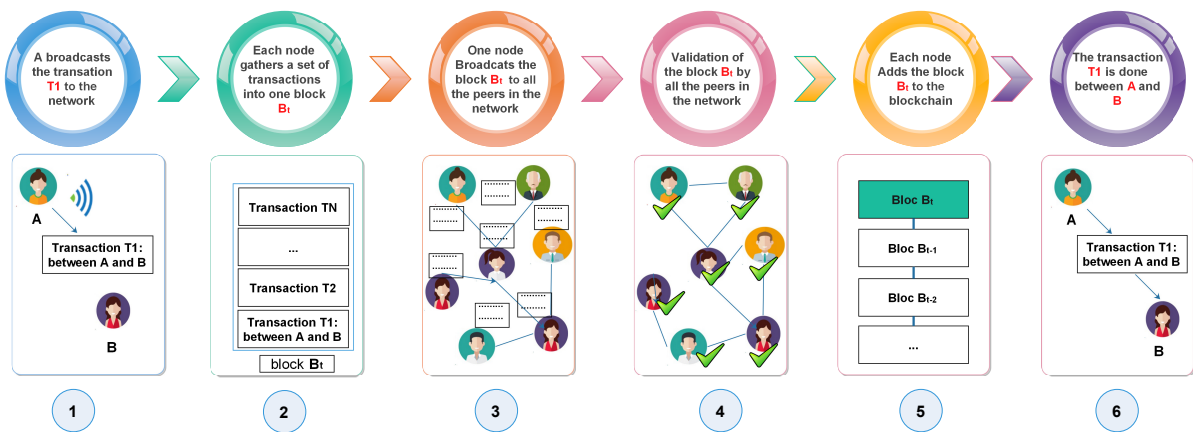 A broadcasts
the transation
T1 to the
network
Each node
gathers a set of
transactions
into one block
Bt
One node
Broadcats the
block Bt to all
the peers in the
network
Validation of
the block Bt by
all the peers in
the network
Each node
Adds the block
Bt to the
blockchain
The transaction
T1 is done
between A and
B
A
Transaction T1:
between A and B
B
Transaction TN
...
Transaction T2
Transaction T1:
between A and B
block Bt
Bloc Bt
Bloc Bt-1
Bloc Bt-2
...
A
Transaction T1:
between A and B
B
1
2
3
4
5
6